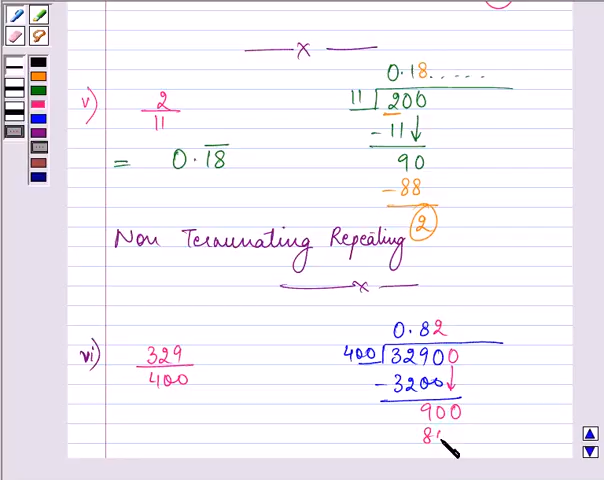 x
0.18.....
v) 2/11 11 200
-11
= 0.18̅ 90
-88
Non Terminating Repeating 2
x
0.82
vi) 329/400 400 32900
-3200
900
8